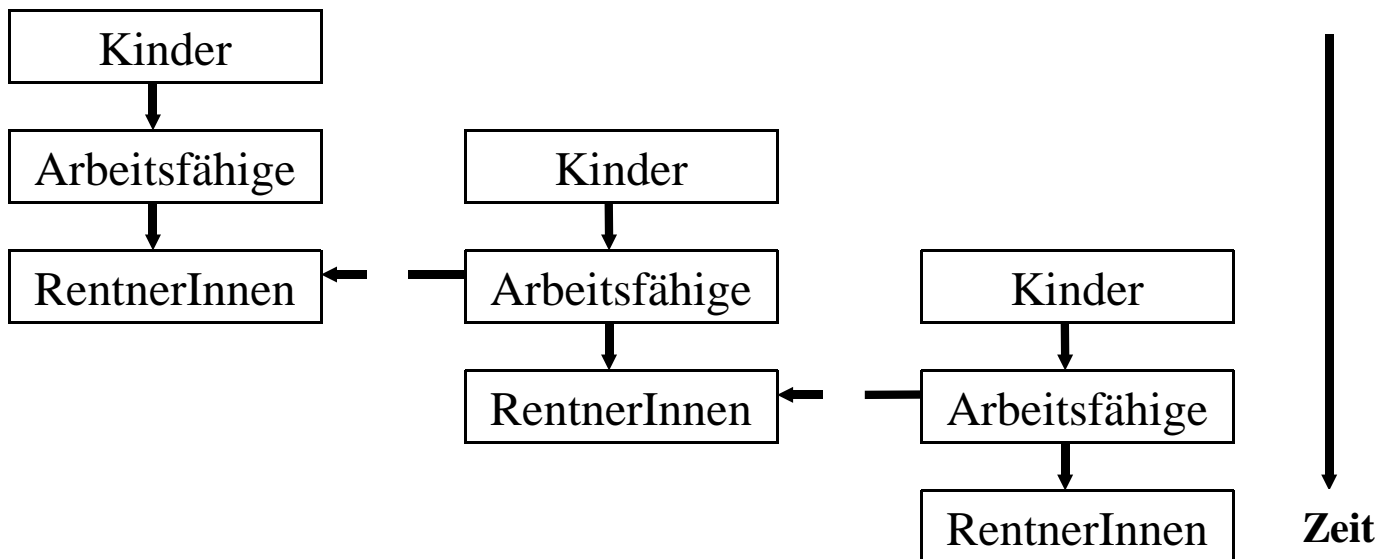 Kinder
Arbeitsfähige
Kinder
RentnerInnen
Arbeitsfähige
Kinder
RentnerInnen
Arbeitsfähige
RentnerInnen
Zeit